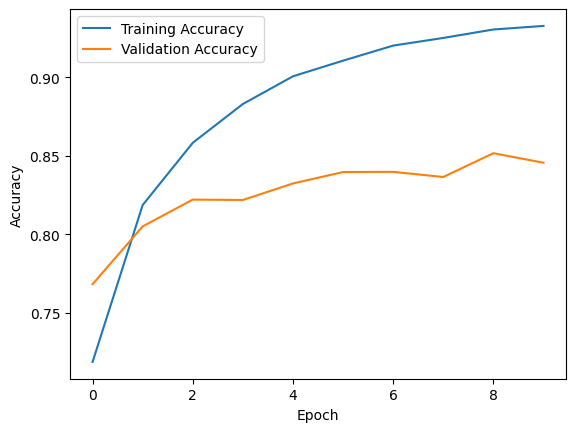 Training Accuracy
Validation Accuracy
0.90
0.85
0.80
0.75
Accuracy
0 2 4 6 8
Epoch